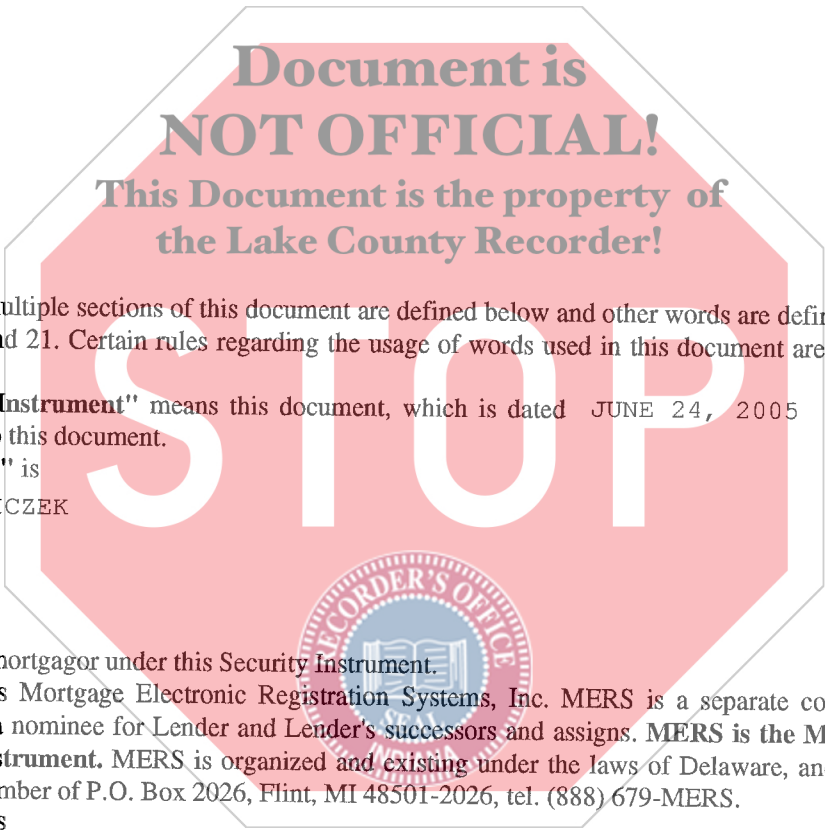 Document is
NOT OFFICIAL!
This Document is the property of
the Lake County Recorder!
ultiple sections of this document are defined below and other words are defin
d 21. Certain rules regarding the usage of words used in this document are
Instrument" means this document, which is dated JUNE 24, 2005
this document.
" is
CZEK
STOP
RECORDER'S OFFICE
nortgagor under this Security Instrument.
s Mortgage Electronic Registration Systems, Inc. MERS is a separate co
nominee for Lender and Lender's successors and assigns. MERS is the M
SEAL
strument. MERS is organized and existing under the laws of Delaware, an
INDIANA
mber of P.O. Box 2026, Flint, MI 48501-2026, tel. (888) 679-MERS.
s